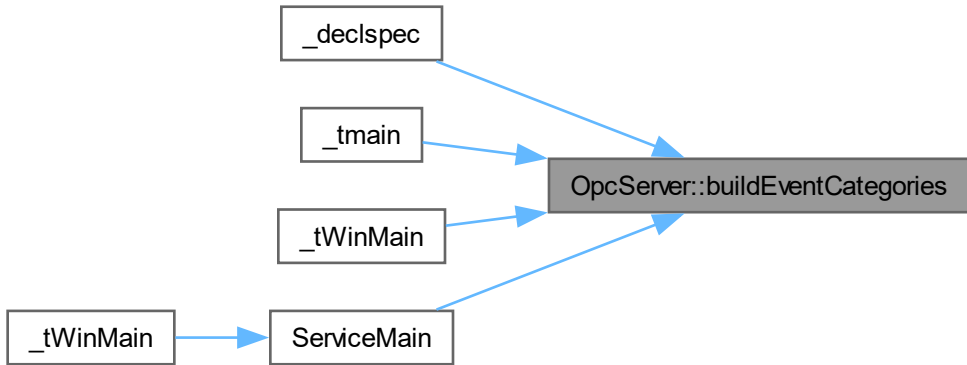 _declspec
_tmain
OpcServer::buildEventCategories
_tWinMain
_tWinMain
ServiceMain